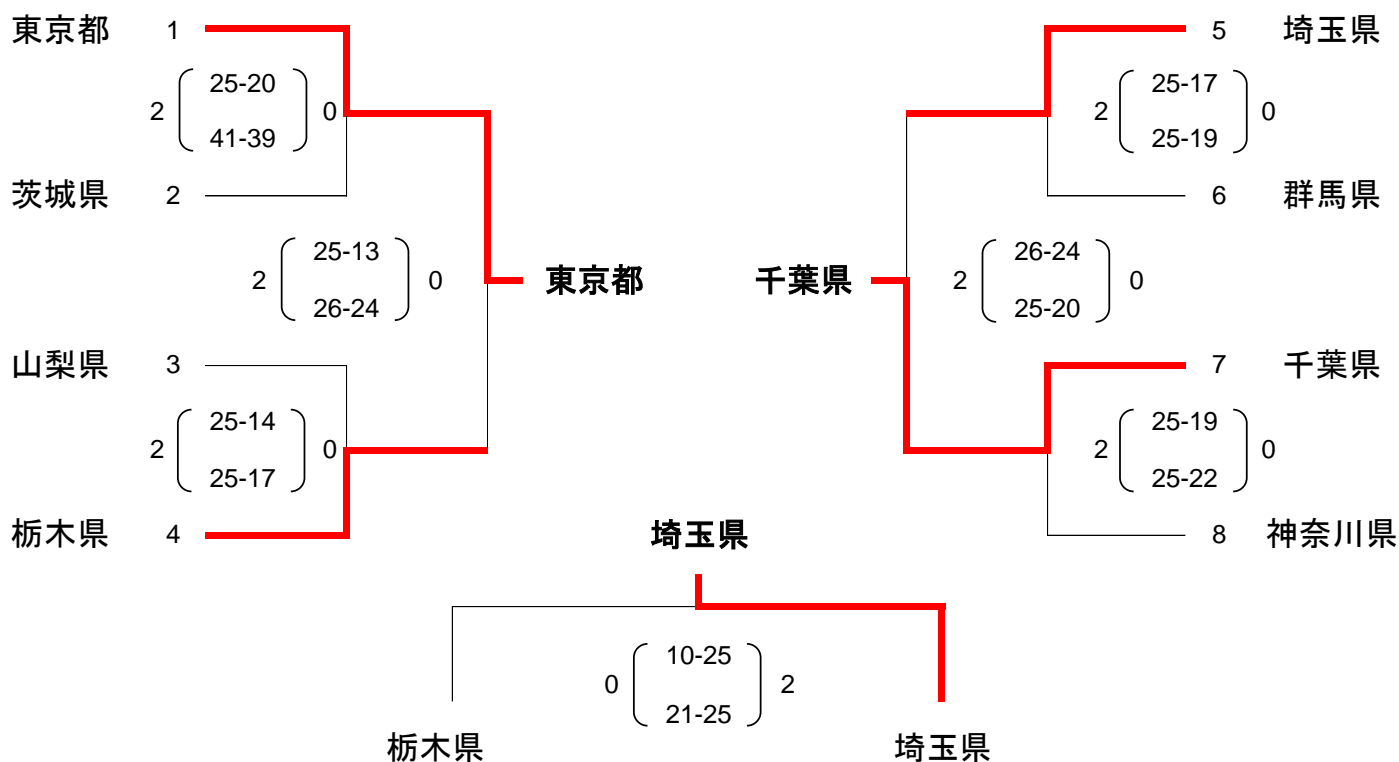 東京都 1
2 25-20 0
41-39
茨城県 2
2 25-13 0
26-24
東京都
山梨県 3
2 25-14 0
25-17
栃木県 4
5 埼玉県
2 25-17 0
25-19
6 群馬県
千葉県
2 26-24 0
25-20
7 千葉県
2 25-19 0
25-22
8 神奈川県
埼玉県
0 10-25 2
21-25
栃木県 埼玉県